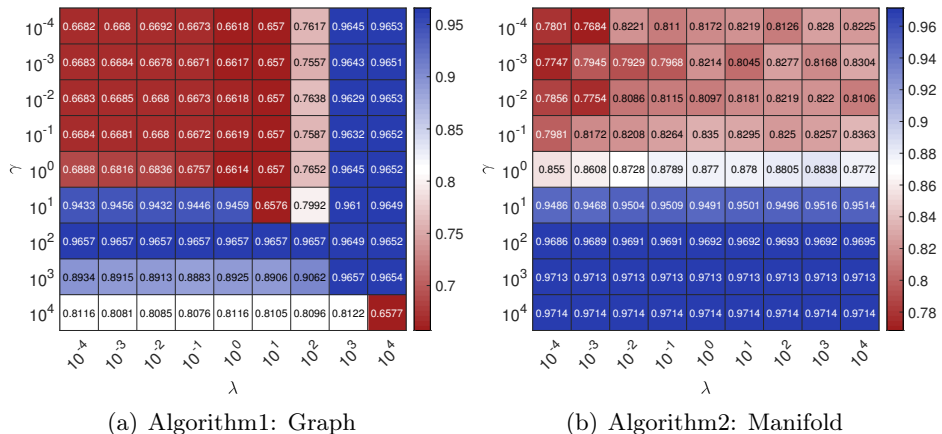 10^-4 0.6682 0.668 0.6692 0.6673 0.6618 0.657 0.7617 0.9645 0.9653
10^-3 0.6683 0.6684 0.6678 0.6671 0.6617 0.657 0.7557 0.9643 0.9651
10^-2 0.6683 0.6685 0.668 0.6673 0.6618 0.657 0.7638 0.9629 0.9653
10^-1 0.6684 0.6681 0.668 0.6672 0.6619 0.657 0.7587 0.9632 0.9652
10^0 0.6888 0.6816 0.6836 0.6757 0.6614 0.657 0.7652 0.9645 0.9652
10^1 0.9433 0.9456 0.9432 0.9446 0.9459 0.6576 0.7992 0.961 0.9649
10^2 0.9657 0.9657 0.9657 0.9657 0.9657 0.9657 0.9657 0.9649 0.9652
10^3 0.8934 0.8915 0.8913 0.8883 0.8925 0.8906 0.9062 0.9657 0.9654
10^4 0.8116 0.8081 0.8085 0.8076 0.8116 0.8105 0.8096 0.8122 0.6577
γ
10^-4 10^-3 10^-2 10^-1 10^0 10^1 10^2 10^3 10^4
λ
0.95
0.9
0.85
0.8
0.75
0.7
(a) Algorithm1: Graph
10^-4 0.7801 0.7684 0.8221 0.811 0.8172 0.8219 0.8126 0.828 0.8225
10^-3 0.7747 0.7945 0.7929 0.7968 0.8214 0.8045 0.8277 0.8168 0.8304
10^-2 0.7856 0.7754 0.8086 0.8115 0.8097 0.8181 0.8219 0.822 0.8106
10^-1 0.7981 0.8172 0.8208 0.8264 0.835 0.8295 0.825 0.8257 0.8363
10^0 0.855 0.8608 0.8728 0.8789 0.877 0.878 0.8805 0.8838 0.8772
10^1 0.9486 0.9468 0.9504 0.9509 0.9491 0.9501 0.9496 0.9516 0.9514
10^2 0.9686 0.9689 0.9691 0.9691 0.9692 0.9692 0.9693 0.9692 0.9695
10^3 0.9713 0.9713 0.9713 0.9713 0.9713 0.9713 0.9713 0.9713 0.9713
10^4 0.9714 0.9714 0.9714 0.9714 0.9714 0.9714 0.9714 0.9714 0.9714
γ
10^-4 10^-3 10^-2 10^-1 10^0 10^1 10^2 10^3 10^4
λ
0.96
0.94
0.92
0.9
0.88
0.86
0.84
0.82
0.8
0.78
(b) Algorithm2: Manifold